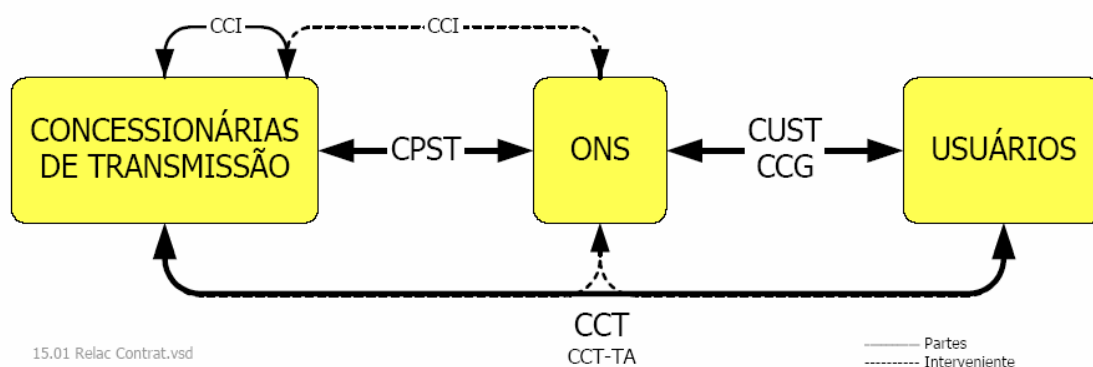 CCI
CCI
CONCESSIONÁRIAS
DE TRANSMISSÃO
CPST
ONS
CUST
CCG
USUÁRIOS
CCT
CCT-TA
15.01 Relac Contrat.vsd
Partes
Interveniente